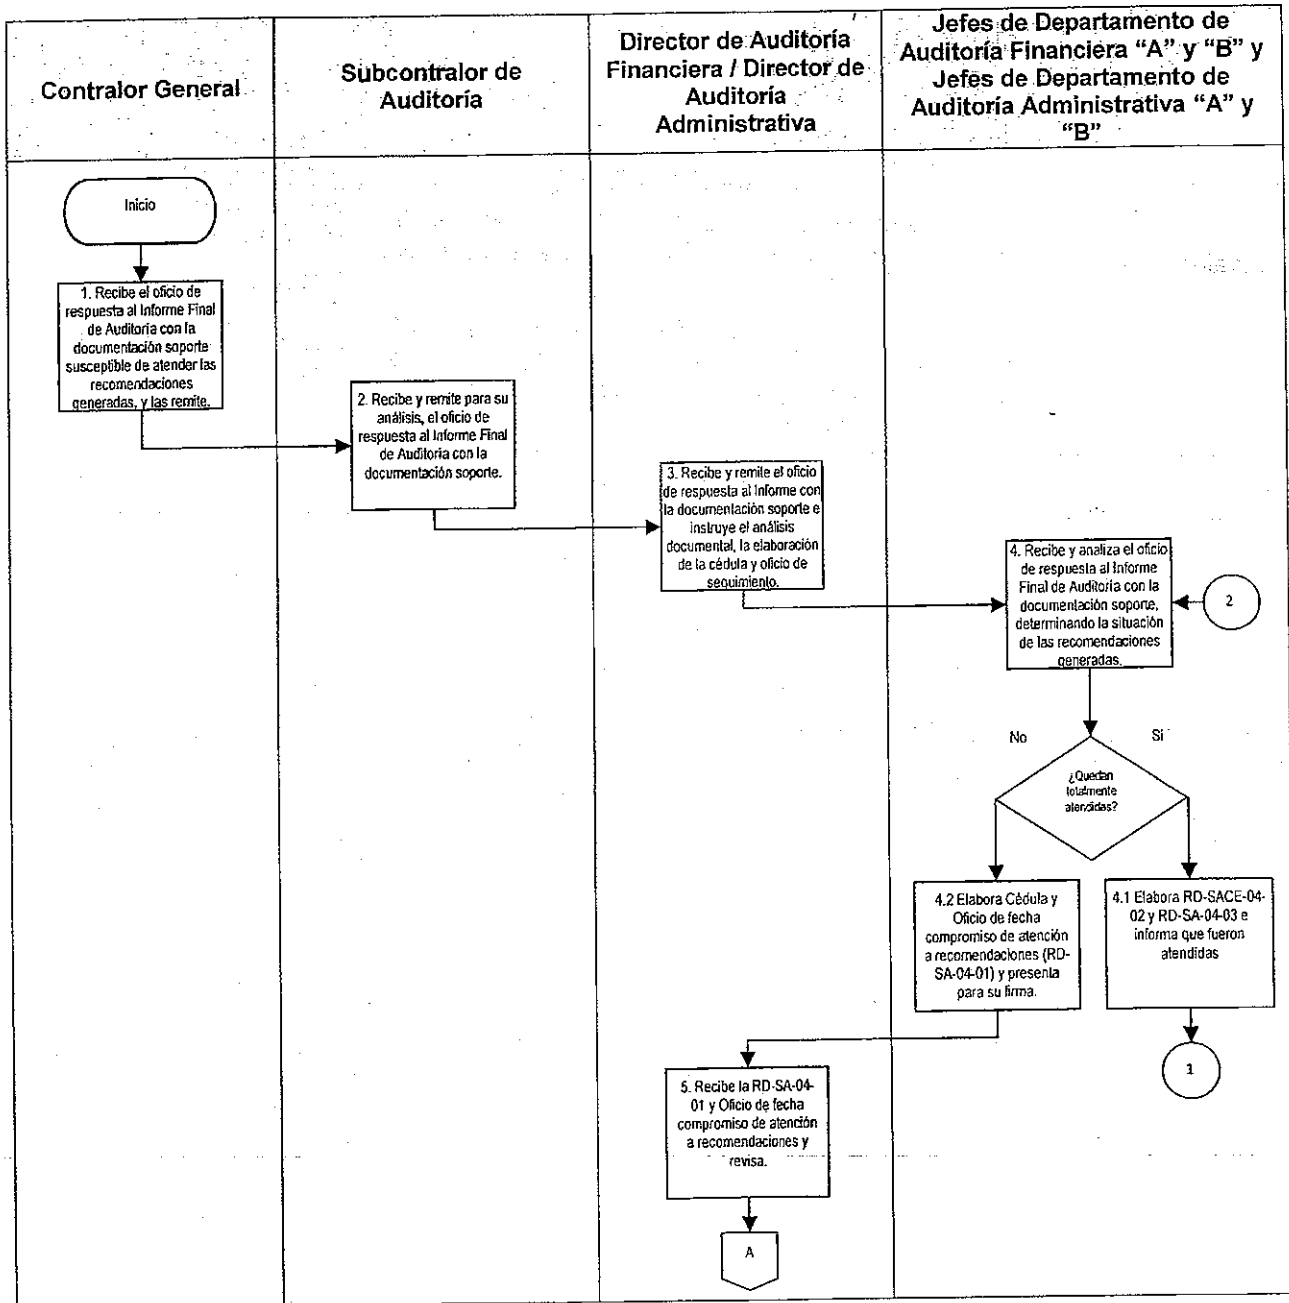 Contralor General
Subcontralor de
Auditoría
Director de Auditoría
Financiera / Director de
Auditoría
Administrativa
Jefes de Departamento de
Auditoría Financiera “A” y “B” y
Jefes de Departamento de
Auditoría Administrativa “A” y
“B”
Inicio
1. Recibe el oficio de
respuesta al Informe Final
de Auditoría con la
documentación soporte
susceptible de atender las
recomendaciones
generadas, y las remite.
2. Recibe y remite para su
análisis, el oficio de
respuesta al Informe Final
de Auditoría con la
documentación soporte.
3. Recibe y remite el oficio
de respuesta al Informe con
la documentación soporte e
instruye el análisis
documental, la elaboración
de la cédula y oficio de
seguimiento.
4. Recibe y analiza el oficio
de respuesta al Informe
Final de Auditoría con la
documentación soporte,
determinando la situación
de las recomendaciones
generadas.
2
No
Si
¿Quedan
totalmente
atendidas?
4.2 Elabora Cédula y
Oficio de fecha
compromiso de atención
a recomendaciones (RD-
SA-04-01) y presenta
para su firma.
4.1 Elabora RD-SACE-04-
02 y RD-SA-04-03 e
informa que fueron
atendidas
1
5. Recibe la RD-SA-04-
01 y Oficio de fecha
compromiso de atención
a recomendaciones y
revisa.
A